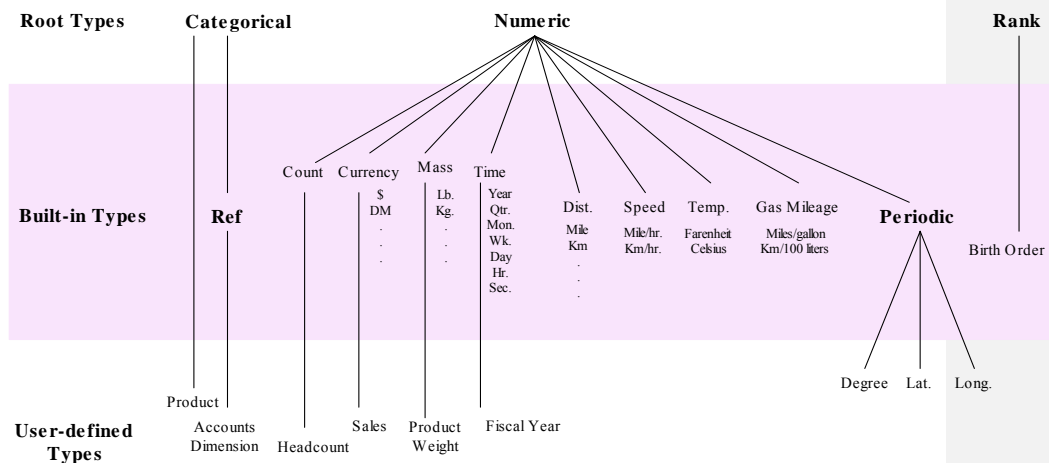 Root Types
Categorical
Numeric
Rank
Built-in Types
Ref
Count
Currency
$
DM
.
.
.
Mass
Lb.
Kg.
.
.
.
Time
Year
Qtr.
Mon.
Wk.
Day
Hr.
Sec.
Dist.
Mile
Km
.
.
.
Speed
Mile/hr.
Km/hr.
Temp.
Farenheit
Celsius
Gas Mileage
Miles/gallon
Km/100 liters
Periodic
Birth Order
Degree
Lat.
Long.
User-defined
Types
Product
Accounts
Dimension
Headcount
Sales
Product
Weight
Fiscal Year